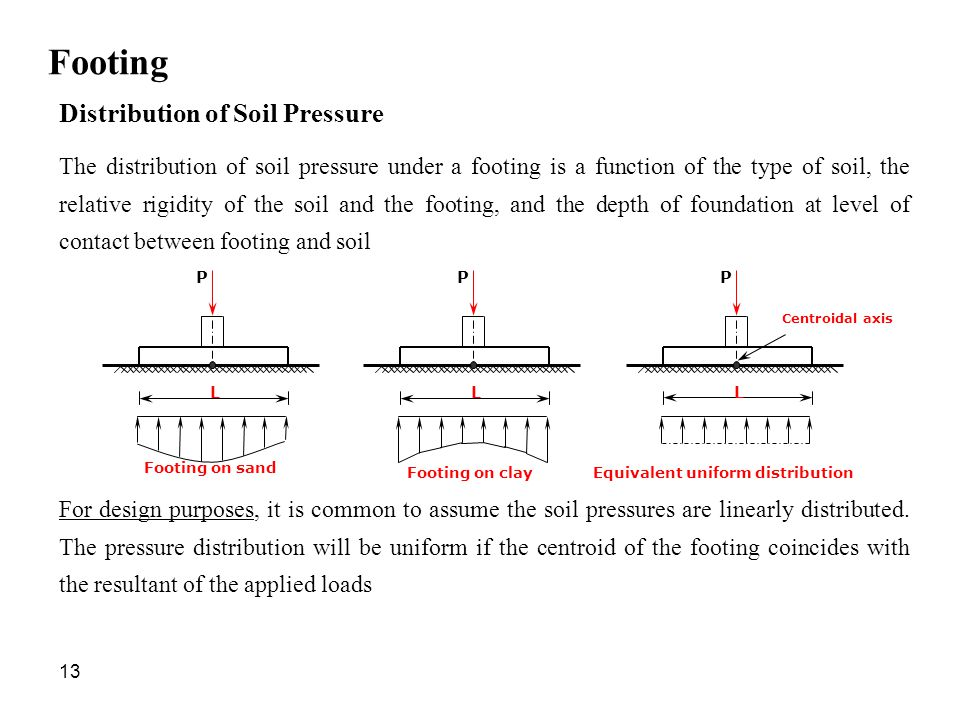 Footing
Distribution of Soil Pressure
The distribution of soil pressure under a footing is a function of the type of soil, the
relative rigidity of the soil and the footing, and the depth of foundation at level of
contact between footing and soil
P P P
Centroidal axis
L L L
Footing on sand
Footing on clay Equivalent uniform distribution
For design purposes, it is common to assume the soil pressures are linearly distributed.
The pressure distribution will be uniform if the centroid of the footing coincides with
the resultant of the applied loads
13